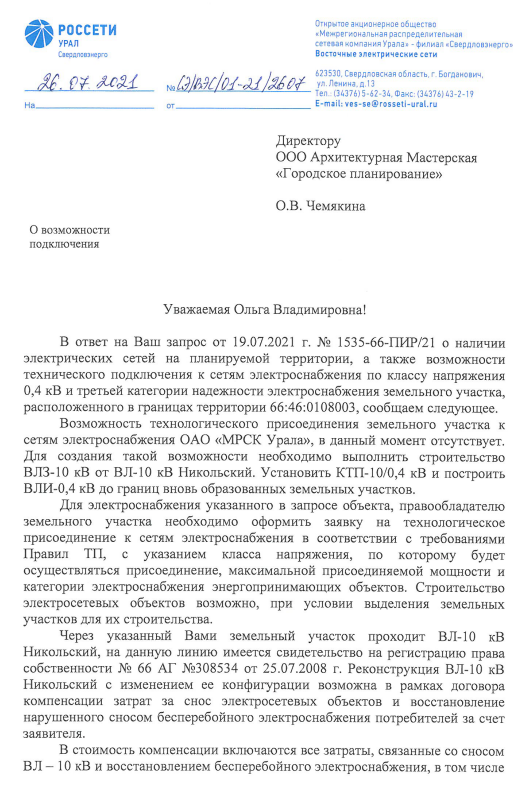 РОССЕТИ
УРАЛ
Свердловэнерго
Открытое акционерное общество
«Межрегиональная распределительная
сетевая компания Урала» - филиал «Свердловэнерго»
Восточные электрические сети
623530, Свердловская область, г. Богданович,
ул. Ленина, д.13
Тел.: (34376) 5-62-34, Факс: (34376) 43-2-19
E-mail: ves-se@rosseti-ural.ru
26.07.2021 № СЭ/ВЭС/01-21/2607
На от
Директору
ООО Архитектурная Мастерская
«Городское планирование»
О.В. Чемякина
О возможности
подключения
Уважаемая Ольга Владимировна!
В ответ на Ваш запрос от 19.07.2021 г. № 1535-66-ПИР/21 о наличии
электрических сетей на планируемой территории, а также возможности
технического подключения к сетям электроснабжения по классу напряжения
0,4 кВ и третьей категории надежности электроснабжения земельного участка,
расположенного в границах территории 66:46:0108003, сообщаем следующее.
Возможность технологического присоединения земельного участка к
сетям электроснабжения ОАО «МРСК Урала», в данный момент отсутствует.
Для создания такой возможности необходимо выполнить строительство
ВЛЗ-10 кВ от ВЛ-10 кВ Никольский. Установить КТП-10/0,4 кВ и построить
ВЛИ-0,4 кВ до границ вновь образованных земельных участков.
Для электроснабжения указанного в запросе объекта, правообладателю
земельного участка необходимо оформить заявку на технологическое
присоединение к сетям электроснабжения в соответствии с требованиями
Правил ТП, с указанием класса напряжения, по которому будет
осуществляться присоединение, максимальной присоединяемой мощности и
категории электроснабжения энергопринимающих объектов. Строительство
электросетевых объектов возможно, при условии выделения земельных
участков для их строительства.
Через указанный Вами земельный участок проходит ВЛ-10 кВ
Никольский, на данную линию имеется свидетельство на регистрацию права
собственности № 66 АГ №308534 от 25.07.2008 г. Реконструкция ВЛ-10 кВ
Никольский с изменением ее конфигурации возможна в рамках договора
компенсации затрат за снос электросетевых объектов и восстановление
нарушенного сносом бесперебойного электроснабжения потребителей за счет
заявителя.
В стоимость компенсации включаются все затраты, связанные со сносом
ВЛ – 10 кВ и восстановлением бесперебойного электроснабжения, в том числе